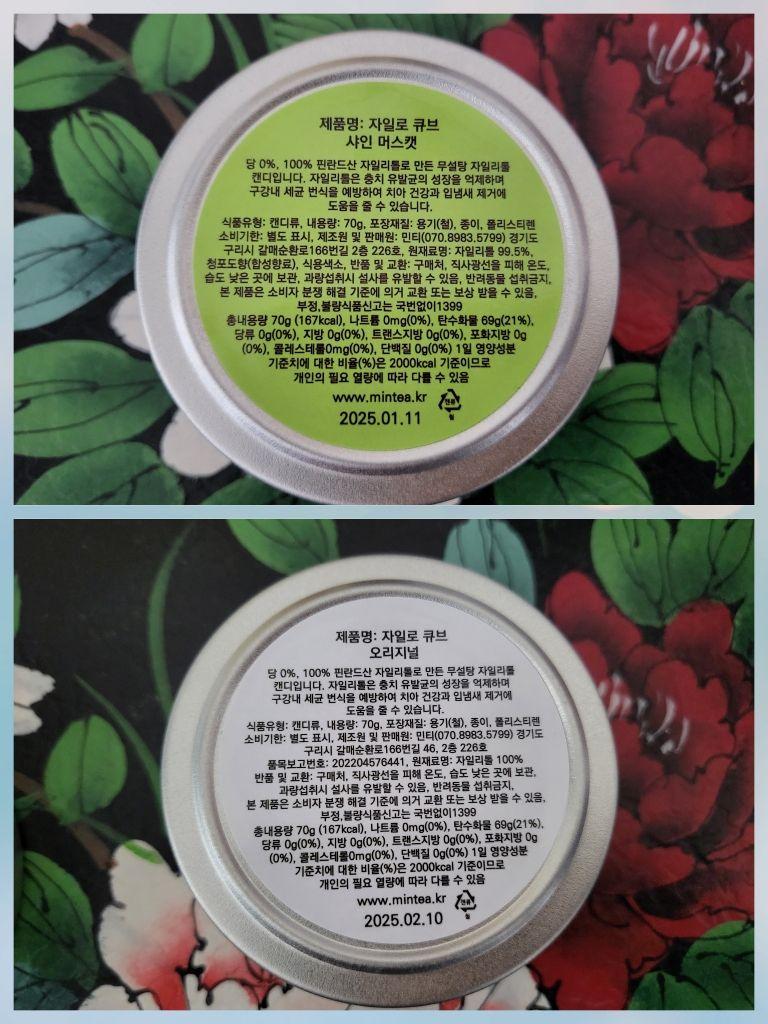 제품명: 자일로 큐브
샤인 머스캣
당 0%, 100% 핀란드산 자일리톨로 만든 무설탕 자일리톨
캔디입니다. 자일리톨은 충치 유발균의 성장을 억제하며
구강내 세균 번식을 예방하여 치아 건강과 입냄새 제거에
도움을 줄 수 있습니다.
식품유형: 캔디류, 내용량: 70g, 포장재질: 용기(철), 종이, 폴리스티렌
소비기한: 별도 표시, 제조원 및 판매원: 민티(070.8983.5799) 경기도
구리시 갈매순환로166번길 2층 226호, 원재료명: 자일리톨 99.5%,
청포도향(합성향료), 식용색소, 반품 및 교환: 구매처, 직사광선을 피해 온도,
습도 낮은 곳에 보관, 과량섭취시 설사를 유발할 수 있음, 반려동물 섭취금지,
본 제품은 소비자 분쟁 해결 기준에 의거 교환 또는 보상 받을 수 있음,
부정,불량식품신고는 국번없이1399
총내용량 70g (167kcal), 나트륨 0mg(0%), 탄수화물 69g(21%),
당류 0g(0%), 지방 0g(0%), 트랜스지방 0g(0%), 포화지방 0g
(0%), 콜레스테롤0mg(0%), 단백질 0g(0%) 1일 영양성분
기준치에 대한 비율(%)은 2000kcal 기준이므로
개인의 필요 열량에 따라 다를 수 있음
www.mintea.kr
캔류
철
2025.01.11
제품명: 자일로 큐브
오리지널
당 0%, 100% 핀란드산 자일리톨로 만든 무설탕 자일리톨
캔디입니다. 자일리톨은 충치 유발균의 성장을 억제하며
구강내 세균 번식을 예방하여 치아 건강과 입냄새 제거에
도움을 줄 수 있습니다.
식품유형: 캔디류, 내용량: 70g, 포장재질: 용기(철), 종이, 폴리스티렌
소비기한: 별도 표시, 제조원 및 판매원: 민티(070.8983.5799) 경기도
구리시 갈매순환로166번길 46, 2층 226호
품목보고번호: 202204576441, 원재료명: 자일리톨 100%
반품 및 교환: 구매처, 직사광선을 피해 온도, 습도 낮은 곳에 보관,
과량섭취시 설사를 유발할 수 있음, 반려동물 섭취금지,
본 제품은 소비자 분쟁 해결 기준에 의거 교환 또는 보상 받을 수 있음,
부정,불량식품신고는 국번없이1399
총내용량 70g (167kcal), 나트륨 0mg(0%), 탄수화물 69g(21%),
당류 0g(0%), 지방 0g(0%), 트랜스지방 0g(0%), 포화지방 0g
(0%), 콜레스테롤0mg(0%), 단백질 0g(0%) 1일 영양성분
기준치에 대한 비율(%)은 2000kcal 기준이므로
개인의 필요 열량에 따라 다를 수 있음
www.mintea.kr
캔류
철
2025.02.10